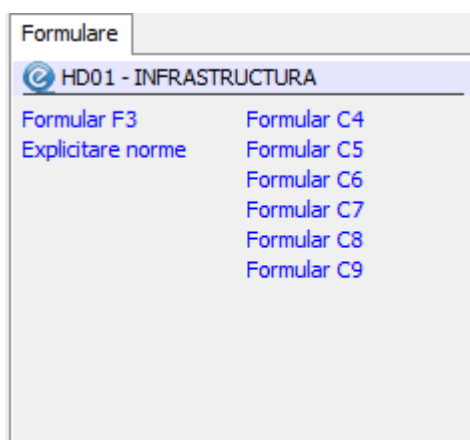 Formulare
HD01 - INFRASTRUCTURA
Formular F3
Explicitare norme
Formular C4
Formular C5
Formular C6
Formular C7
Formular C8
Formular C9